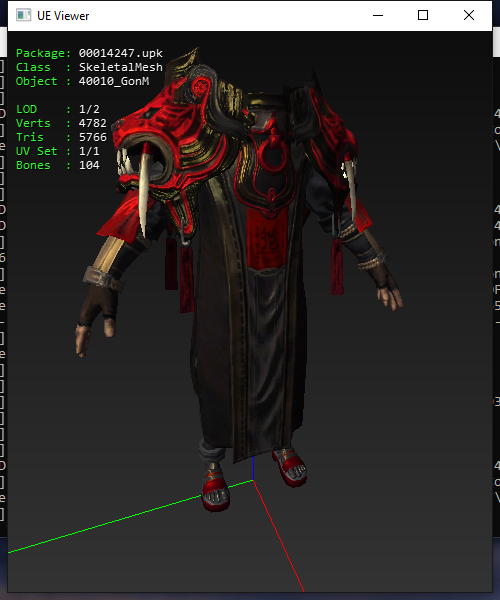 UE Viewer
Package: 00014247.upk
Class : SkeletalMesh
Object : 40010_GonM
LOD : 1/2
Verts : 4782
Tris : 5766
UV Set : 1/1
Bones : 104